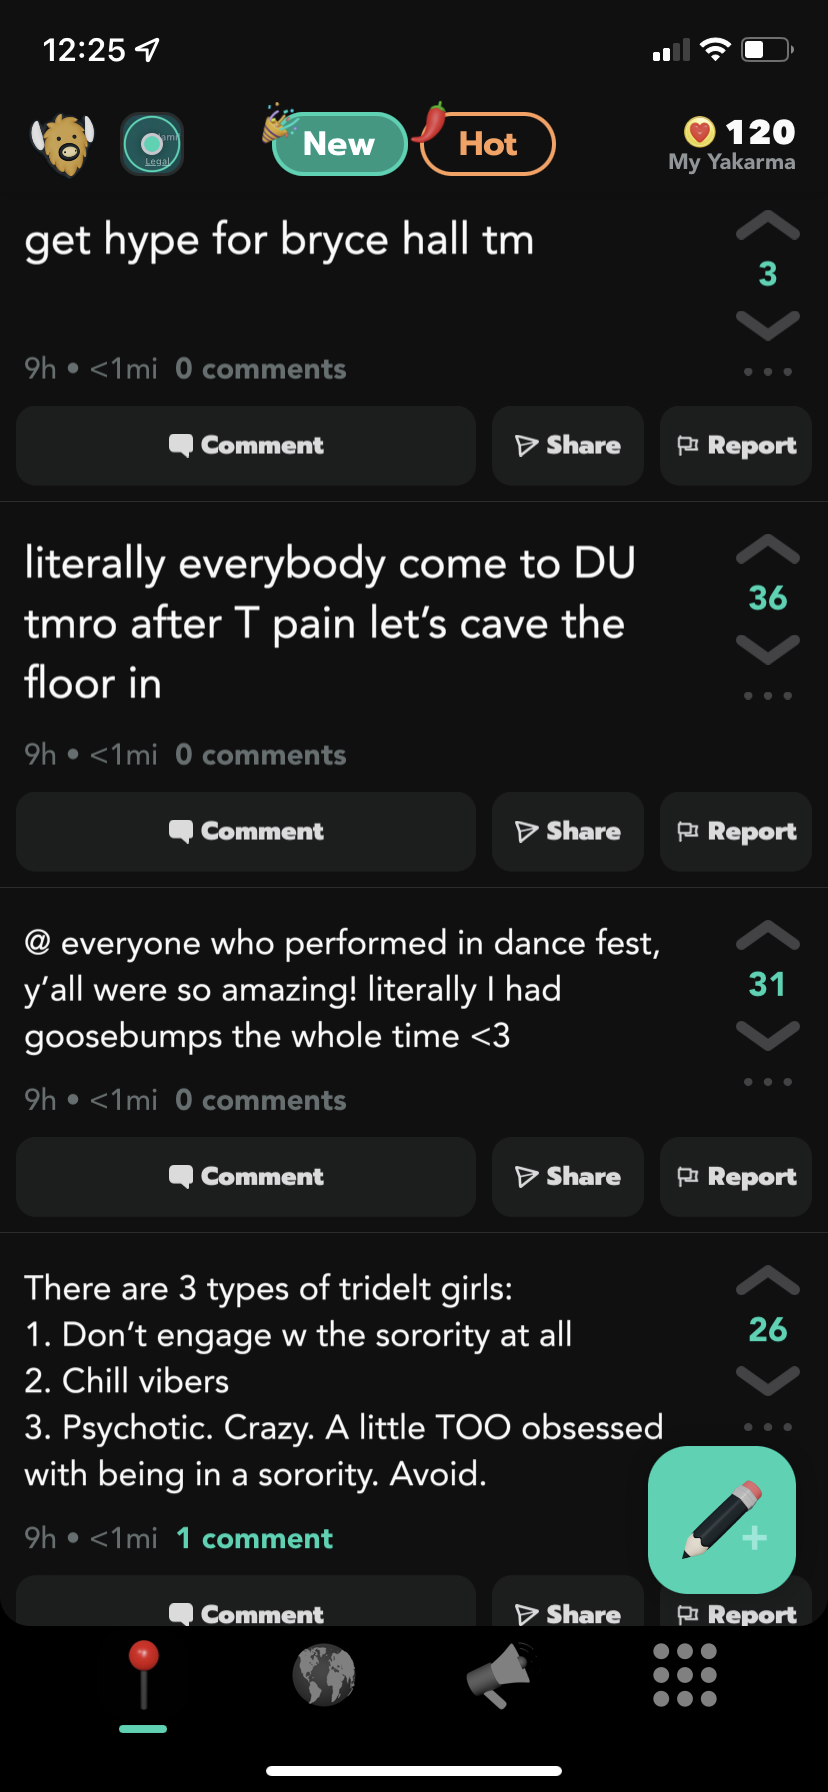 12:25
New
Hot
120
My Yakarma
Legal
get hype for bryce hall tm
3
9h • <1mi 0 comments
Comment Share Report
literally everybody come to DU
tmro after T pain let’s cave the
floor in
36
9h • <1mi 0 comments
Comment Share Report
@ everyone who performed in dance fest,
y’all were so amazing! literally I had
goosebumps the whole time <3
31
9h • <1mi 0 comments
Comment Share Report
There are 3 types of tridelt girls:
1. Don’t engage w the sorority at all
2. Chill vibers
3. Psychotic. Crazy. A little TOO obsessed
with being in a sorority. Avoid.
26
9h • <1mi 1 comment
Comment Share Report